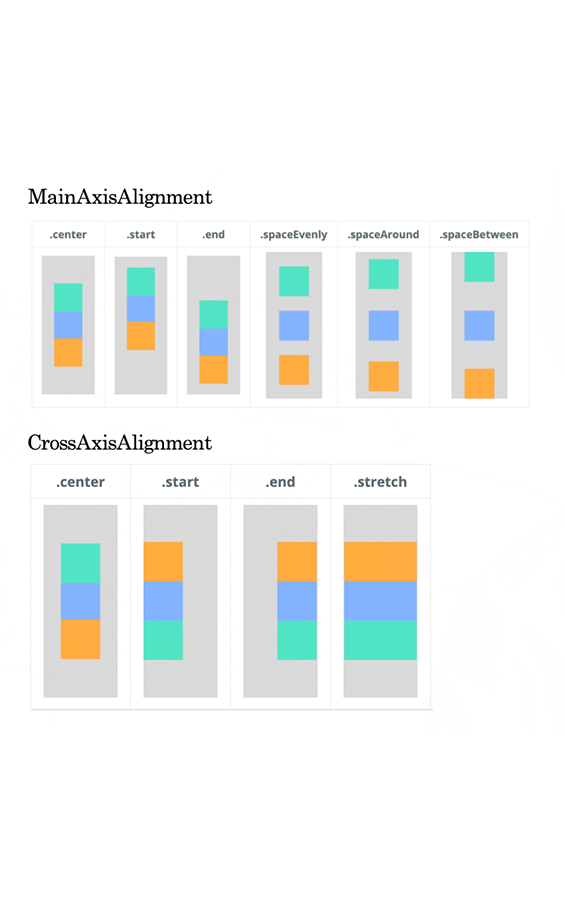 MainAxisAlignment
.center .start .end .spaceEvenly .spaceAround .spaceBetween
CrossAxisAlignment
.center .start .end .stretch